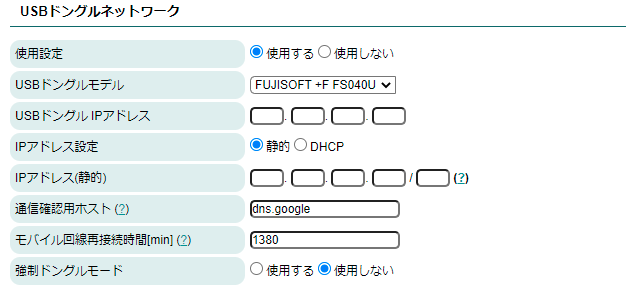 USBドングルネットワーク
使用設定 使用する 使用しない
USBドングルモデル FUJISOFT +F FS040U
USBドングル IPアドレス . . .
IPアドレス設定 静的 DHCP
IPアドレス(静的) . . . / (?)
通信確認用ホスト (?) dns.google
モバイル回線再接続時間[min] (?) 1380
強制ドングルモード 使用する 使用しない